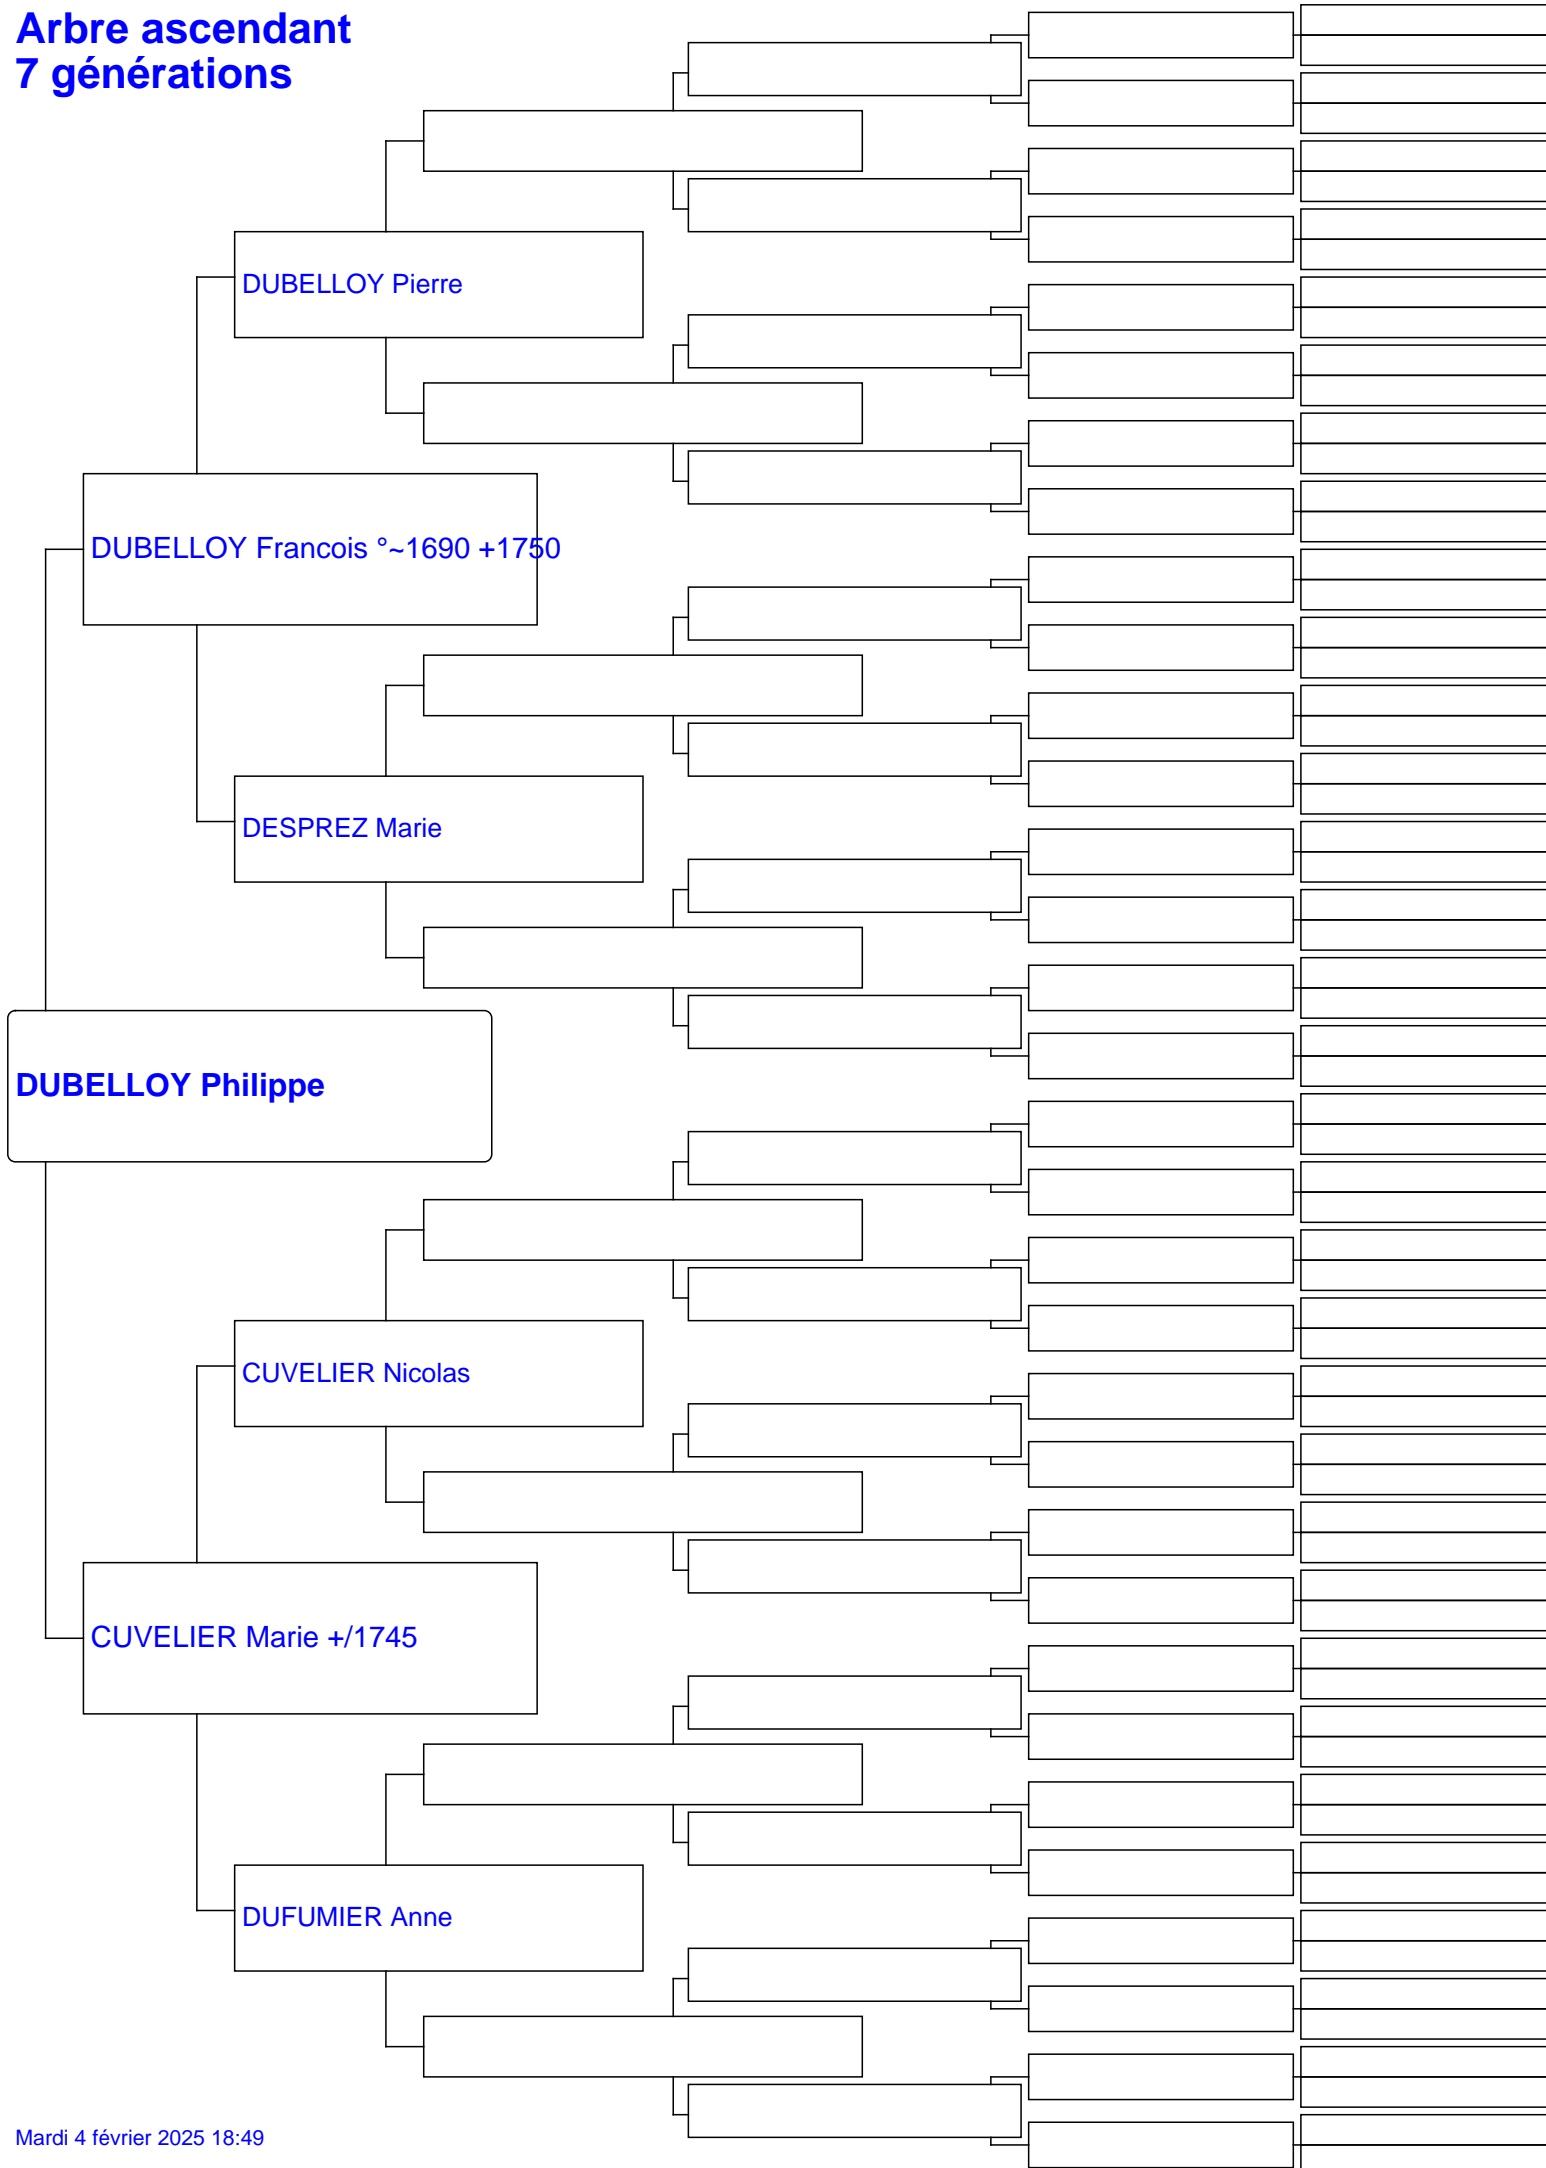 Arbre ascendant
7 générations
DUBELLOY Pierre
DUBELLOY Francois °~1690 +1750
DESPREZ Marie
DUBELLOY Philippe
CUVELIER Nicolas
CUVELIER Marie +/1745
DUFUMIER Anne
Mardi 4 février 2025 18:49